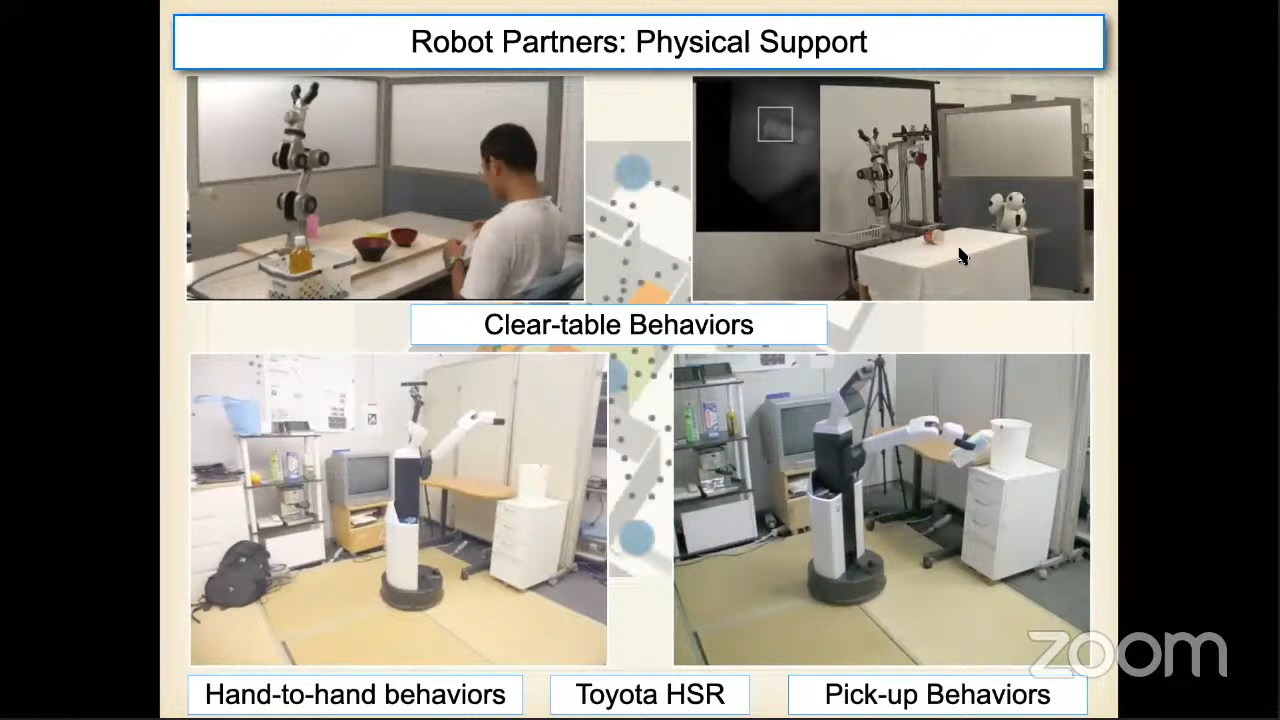 Robot Partners: Physical Support
Clear-table Behaviors
Hand-to-hand behaviors
Toyota HSR
Pick-up Behaviors
zoom